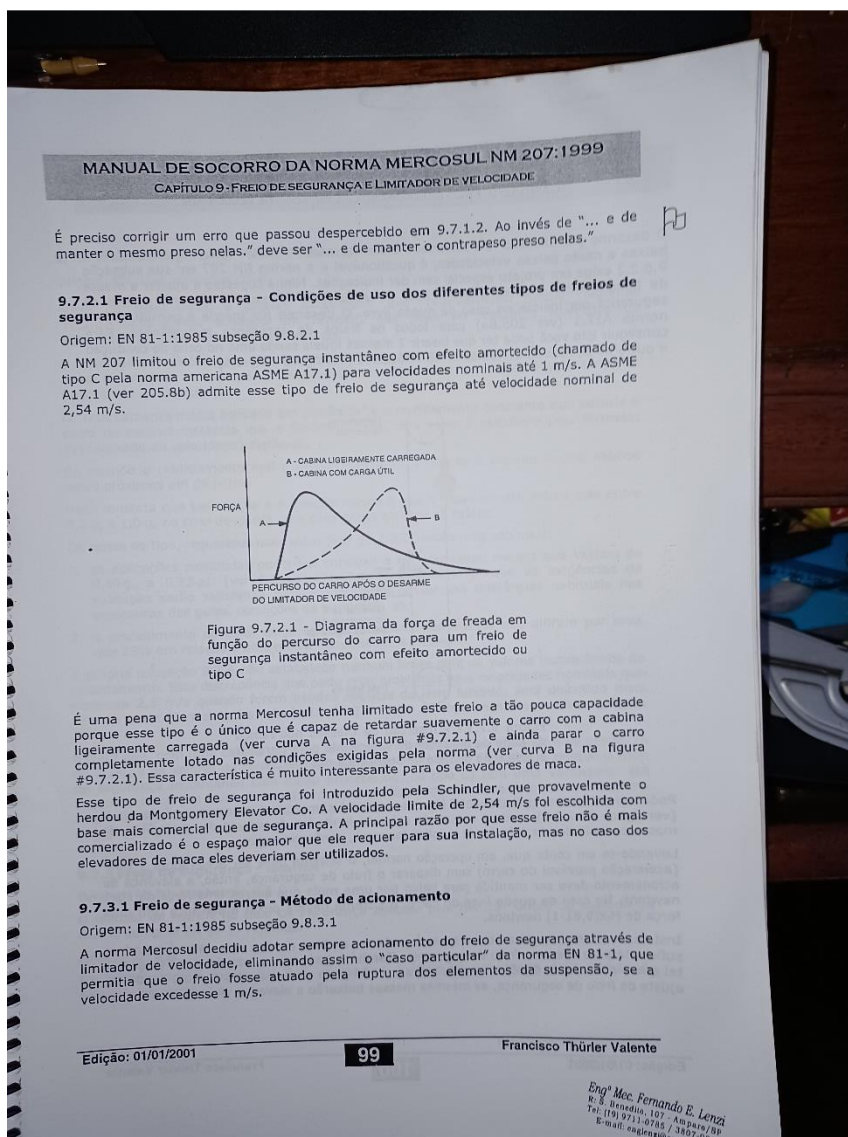 MANUAL DE SOCORRO DA NORMA MERCOSUL NM 207:1999
CAPÍTULO 9-FREIO DE SEGURANÇA E LIMITADOR DE VELOCIDADE
É preciso corrigir um erro que passou despercebido em 9.7.1.2. Ao invés de "... e de
manter o mesmo preso nelas." deve ser "... e de manter o contrapeso preso nelas."
9.7.2.1 Freio de segurança - Condições de uso dos diferentes tipos de freios de
segurança
Origem: EN 81-1:1985 subseção 9.8.2.1
A NM 207 limitou o freio de segurança instantâneo com efeito amortecido (chamado de
tipo C pela norma americana ASME A17.1) para velocidades nominais até 1 m/s. A ASME
A17.1 (ver 205.8b) admite esse tipo de freio de segurança até velocidade nominal de
2,54 m/s.
A - CABINA LIGEIRAMENTE CARREGADA
B - CABINA COM CARGA ÚTIL
FORÇA
A
B
PERCURSO DO CARRO APÓS O DESARME
DO LIMITADOR DE VELOCIDADE
Figura 9.7.2.1 - Diagrama da força de freada em
função do percurso do carro para um freio de
segurança instantâneo com efeito amortecido ou
tipo C
É uma pena que a norma Mercosul tenha limitado este freio a tão pouca capacidade
porque esse tipo é o único que é capaz de retardar suavemente o carro com a cabina
ligeiramente carregada (ver curva A na figura #9.7.2.1) e ainda parar o carro
completamente lotado nas condições exigidas pela norma (ver curva B na figura
#9.7.2.1). Essa característica é muito interessante para os elevadores de maca.
Esse tipo de freio de segurança foi introduzido pela Schindler, que provavelmente o
herdou da Montgomery Elevator Co. A velocidade limite de 2,54 m/s foi escolhida com
base mais comercial que de segurança. A principal razão por que esse freio não é mais
comercializado é o espaço maior que ele requer para sua instalação, mas no caso dos
elevadores de maca eles deveriam ser utilizados.
9.7.3.1 Freio de segurança - Método de acionamento
Origem: EN 81-1:1985 subseção 9.8.3.1
A norma Mercosul decidiu adotar sempre acionamento do freio de segurança através de
limitador de velocidade, eliminando assim o "caso particular" da norma EN 81-1, que
permitia que o freio fosse atuado pela ruptura dos elementos da suspensão, se a
velocidade excedesse 1 m/s.
Edição: 01/01/2001
99
Francisco Thürler Valente
Engº Mec. Fernando E. Lenzi
R: S. Benedito, 107 - Amparo/SP
Tel: (19) 9711-0785 / 3807-
E-mail: